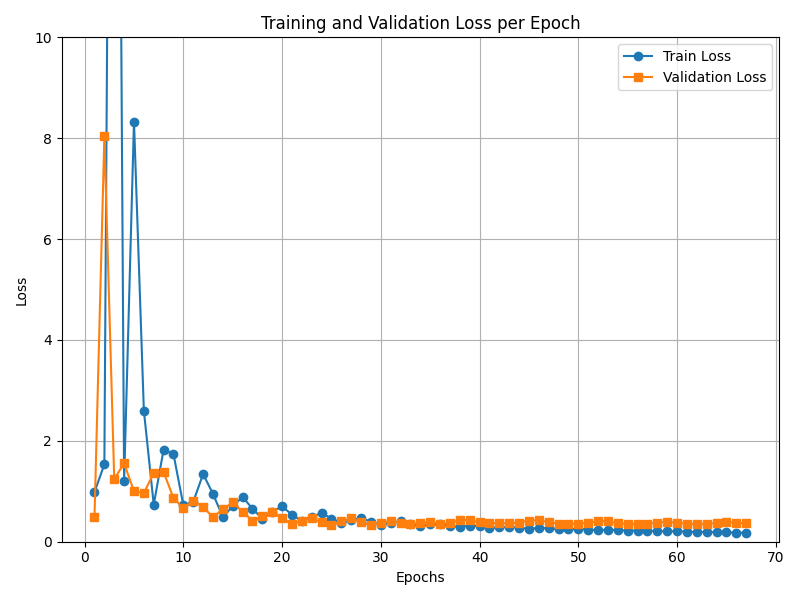 Training and Validation Loss per Epoch
Train Loss
Validation Loss
10
8
6
4
2
0
Loss
0 10 20 30 40 50 60 70
Epochs